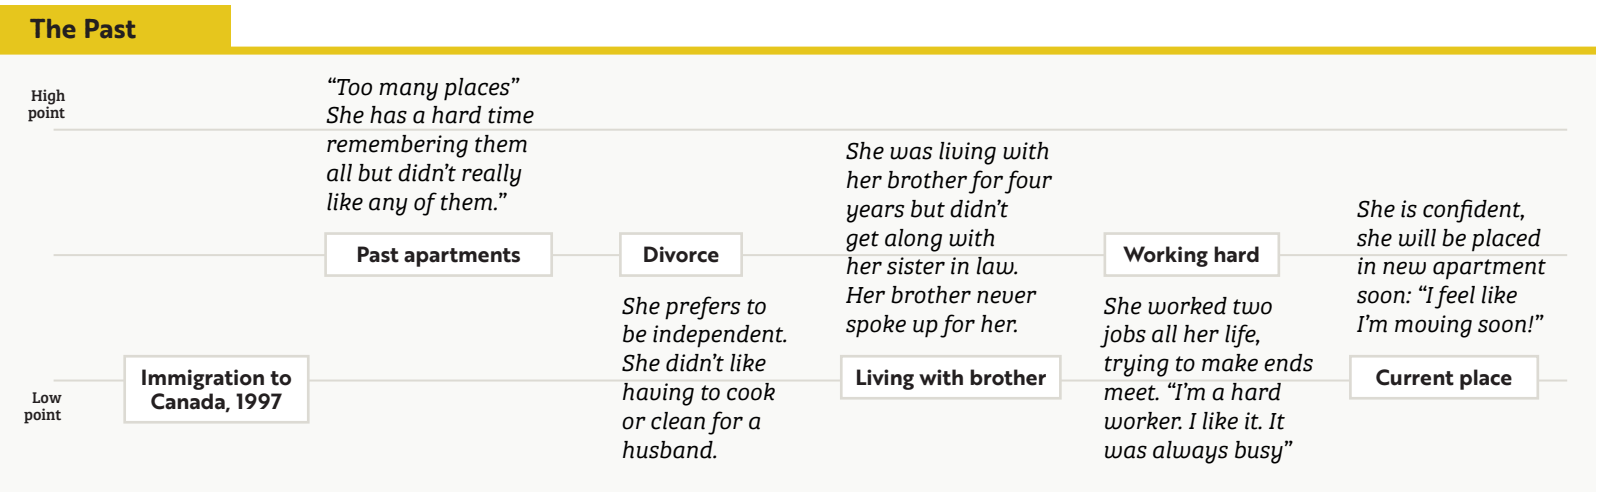 The Past
High
point
“Too many places”
She has a hard time
remembering them
all but didn’t really
like any of them.”
Past apartments
Divorce
She prefers to
be independent.
She didn’t like
having to cook
or clean for a
husband.
She was living with
her brother for four
years but didn’t
get along with
her sister in law.
Her brother never
spoke up for her.
Living with brother
Working hard
She worked two
jobs all her life,
trying to make ends
meet. “I’m a hard
worker. I like it. It
was always busy”
She is confident,
she will be placed
in new apartment
soon: “I feel like
I’m moving soon!”
Current place
Immigration to
Canada, 1997
Low
point